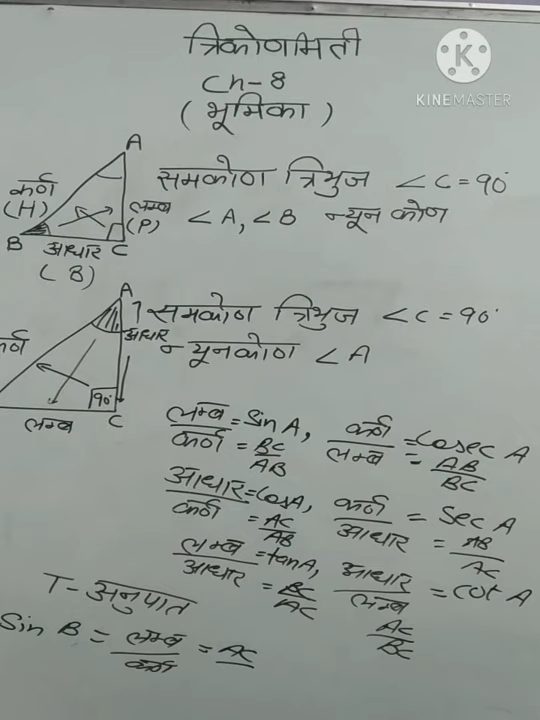 त्रिकोणमिती
Ch-8
(भूमिका)
K
KINEMASTER
A
कर्ण
(H)
लम्ब
(P)
B
आधार
C
(B)
समकोण त्रिभुज ∠C = 90°
∠A, ∠B न्यून कोण
A
आधार
90°
लम्ब
C
समकोण त्रिभुज ∠C = 90°
न्यूनकोण ∠A
लम्ब/कर्ण = Sin A, कर्ण/लम्ब = Cosec A
= BC/AB = AB/BC
आधार/कर्ण = Cos A, कर्ण/आधार = Sec A
= AC/AB = AB/AC
लम्ब/आधार = tan A, आधार/लम्ब = Cot A
= BC/AC AC/BC
T-अनुपात
Sin B = लम्ब/कर्ण = AC